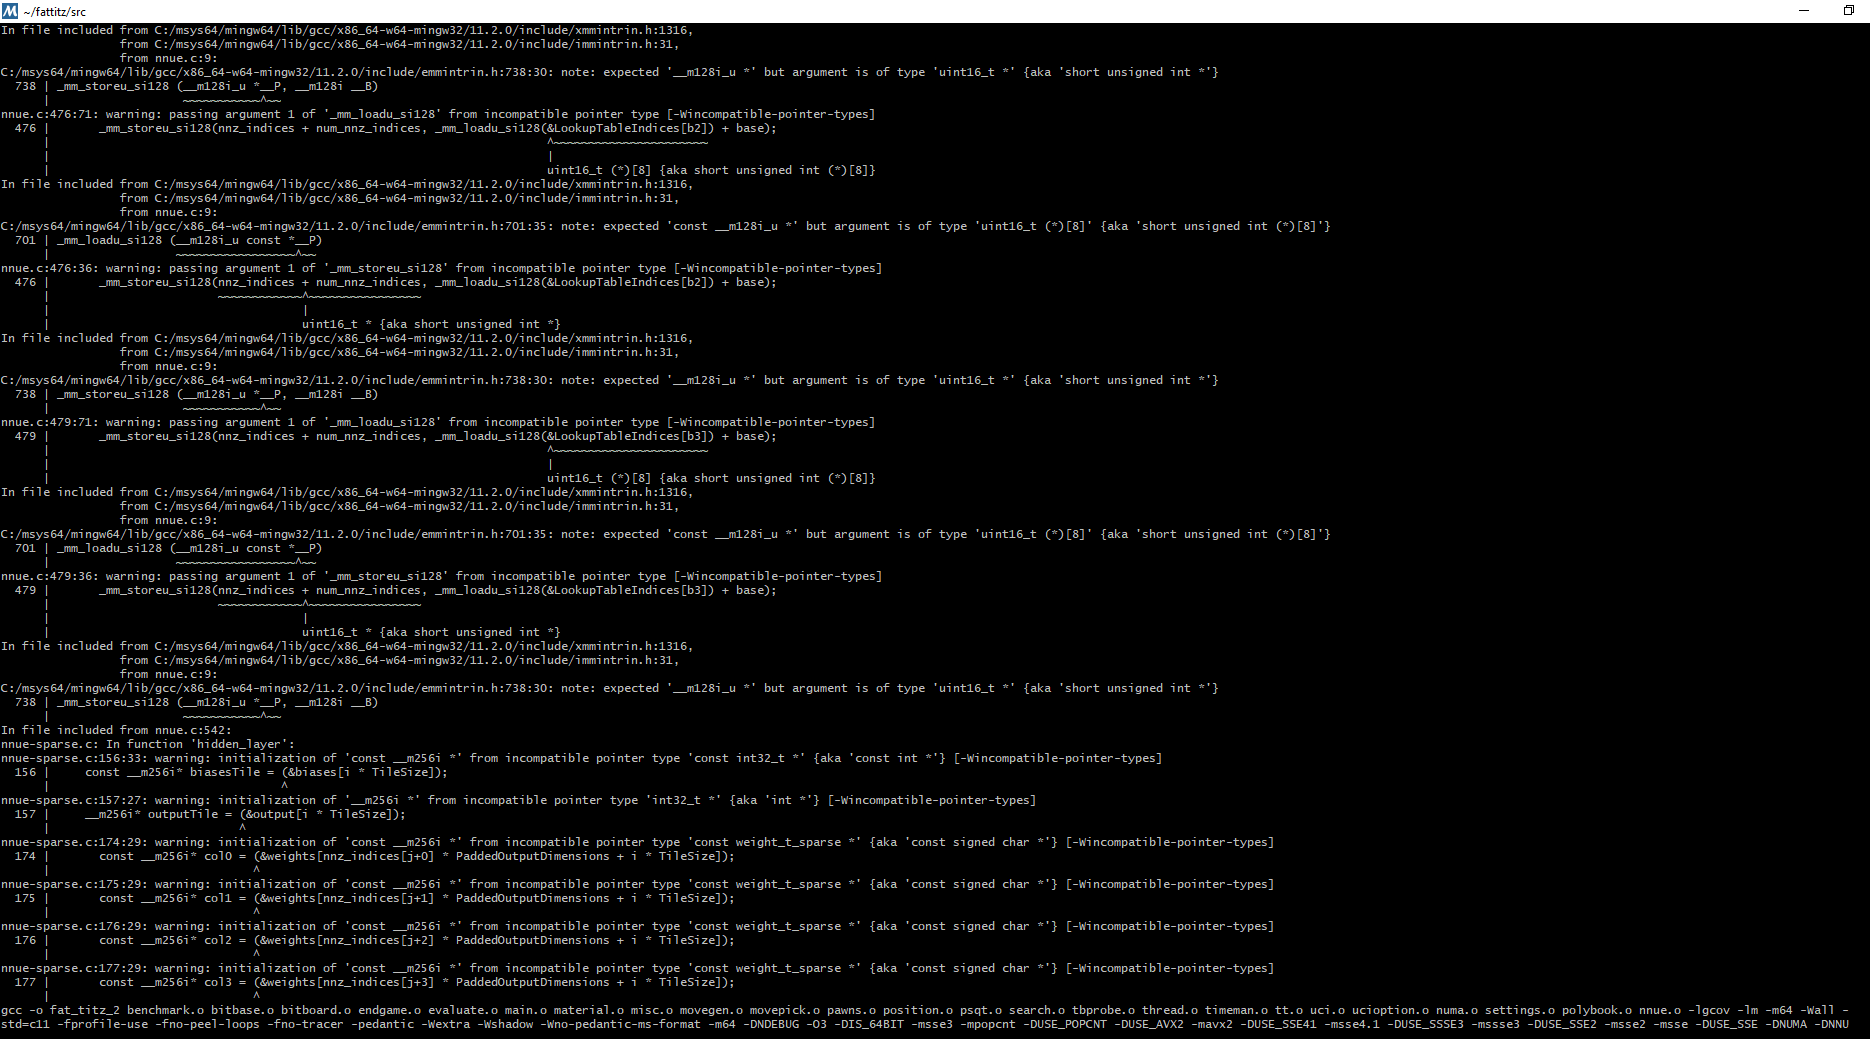 ~/fattitz/src
In file included from C:/msys64/mingw64/lib/gcc/x86_64-w64-mingw32/11.2.0/include/xmmintrin.h:1316,
from C:/msys64/mingw64/lib/gcc/x86_64-w64-mingw32/11.2.0/include/immintrin.h:31,
from nnue.c:9:
C:/msys64/mingw64/lib/gcc/x86_64-w64-mingw32/11.2.0/include/emmintrin.h:738:30: note: expected '__m128i_u *' but argument is of type 'uint16_t *' {aka 'short unsigned int *'}
738 | _mm_storeu_si128 (__m128i_u *__P, __m128i __B)
| ~~~~~~~~~~~^~~
nnue.c:476:71: warning: passing argument 1 of '_mm_loadu_si128' from incompatible pointer type [-Wincompatible-pointer-types]
476 | _mm_storeu_si128(nnz_indices + num_nnz_indices, _mm_loadu_si128(&LookupTableIndices[b2]) + base);
| ^~~~~~~~~~~~~~~~~~~~~~~
| |
| uint16_t (*)[8] {aka short unsigned int (*)[8]}
In file included from C:/msys64/mingw64/lib/gcc/x86_64-w64-mingw32/11.2.0/include/xmmintrin.h:1316,
from C:/msys64/mingw64/lib/gcc/x86_64-w64-mingw32/11.2.0/include/immintrin.h:31,
from nnue.c:9:
C:/msys64/mingw64/lib/gcc/x86_64-w64-mingw32/11.2.0/include/emmintrin.h:701:35: note: expected 'const __m128i_u *' but argument is of type 'uint16_t (*)[8]' {aka 'short unsigned int (*)[8]'}
701 | _mm_loadu_si128 (__m128i_u const *__P)
| ~~~~~~~~~~~~~~~~~^~~
nnue.c:476:36: warning: passing argument 1 of '_mm_storeu_si128' from incompatible pointer type [-Wincompatible-pointer-types]
476 | _mm_storeu_si128(nnz_indices + num_nnz_indices, _mm_loadu_si128(&LookupTableIndices[b2]) + base);
| ~~~~~~~~~~~~^~~~~~~~~~~~~~~~~
| |
| uint16_t * {aka short unsigned int *}
In file included from C:/msys64/mingw64/lib/gcc/x86_64-w64-mingw32/11.2.0/include/xmmintrin.h:1316,
from C:/msys64/mingw64/lib/gcc/x86_64-w64-mingw32/11.2.0/include/immintrin.h:31,
from nnue.c:9:
C:/msys64/mingw64/lib/gcc/x86_64-w64-mingw32/11.2.0/include/emmintrin.h:738:30: note: expected '__m128i_u *' but argument is of type 'uint16_t *' {aka 'short unsigned int *'}
738 | _mm_storeu_si128 (__m128i_u *__P, __m128i __B)
| ~~~~~~~~~~~^~~
nnue.c:479:71: warning: passing argument 1 of '_mm_loadu_si128' from incompatible pointer type [-Wincompatible-pointer-types]
479 | _mm_storeu_si128(nnz_indices + num_nnz_indices, _mm_loadu_si128(&LookupTableIndices[b3]) + base);
| ^~~~~~~~~~~~~~~~~~~~~~~
| |
| uint16_t (*)[8] {aka short unsigned int (*)[8]}
In file included from C:/msys64/mingw64/lib/gcc/x86_64-w64-mingw32/11.2.0/include/xmmintrin.h:1316,
from C:/msys64/mingw64/lib/gcc/x86_64-w64-mingw32/11.2.0/include/immintrin.h:31,
from nnue.c:9:
C:/msys64/mingw64/lib/gcc/x86_64-w64-mingw32/11.2.0/include/emmintrin.h:701:35: note: expected 'const __m128i_u *' but argument is of type 'uint16_t (*)[8]' {aka 'short unsigned int (*)[8]'}
701 | _mm_loadu_si128 (__m128i_u const *__P)
| ~~~~~~~~~~~~~~~~~^~~
nnue.c:479:36: warning: passing argument 1 of '_mm_storeu_si128' from incompatible pointer type [-Wincompatible-pointer-types]
479 | _mm_storeu_si128(nnz_indices + num_nnz_indices, _mm_loadu_si128(&LookupTableIndices[b3]) + base);
| ~~~~~~~~~~~~^~~~~~~~~~~~~~~~~
| |
| uint16_t * {aka short unsigned int *}
In file included from C:/msys64/mingw64/lib/gcc/x86_64-w64-mingw32/11.2.0/include/xmmintrin.h:1316,
from C:/msys64/mingw64/lib/gcc/x86_64-w64-mingw32/11.2.0/include/immintrin.h:31,
from nnue.c:9:
C:/msys64/mingw64/lib/gcc/x86_64-w64-mingw32/11.2.0/include/emmintrin.h:738:30: note: expected '__m128i_u *' but argument is of type 'uint16_t *' {aka 'short unsigned int *'}
738 | _mm_storeu_si128 (__m128i_u *__P, __m128i __B)
| ~~~~~~~~~~~^~~
In file included from nnue.c:542:
nnue-sparse.c: In function 'hidden_layer':
nnue-sparse.c:156:33: warning: initialization of 'const __m256i *' from incompatible pointer type 'const int32_t *' {aka 'const int *'} [-Wincompatible-pointer-types]
156 | const __m256i* biasesTile = (&biases[i * TileSize]);
| ^
nnue-sparse.c:157:27: warning: initialization of '__m256i *' from incompatible pointer type 'int32_t *' {aka 'int *'} [-Wincompatible-pointer-types]
157 | __m256i* outputTile = (&output[i * TileSize]);
| ^
nnue-sparse.c:174:29: warning: initialization of 'const __m256i *' from incompatible pointer type 'const weight_t_sparse *' {aka 'const signed char *'} [-Wincompatible-pointer-types]
174 | const __m256i* col0 = (&weights[nnz_indices[j+0] * PaddedOutputDimensions + i * TileSize]);
| ^
nnue-sparse.c:175:29: warning: initialization of 'const __m256i *' from incompatible pointer type 'const weight_t_sparse *' {aka 'const signed char *'} [-Wincompatible-pointer-types]
175 | const __m256i* col1 = (&weights[nnz_indices[j+1] * PaddedOutputDimensions + i * TileSize]);
| ^
nnue-sparse.c:176:29: warning: initialization of 'const __m256i *' from incompatible pointer type 'const weight_t_sparse *' {aka 'const signed char *'} [-Wincompatible-pointer-types]
176 | const __m256i* col2 = (&weights[nnz_indices[j+2] * PaddedOutputDimensions + i * TileSize]);
| ^
nnue-sparse.c:177:29: warning: initialization of 'const __m256i *' from incompatible pointer type 'const weight_t_sparse *' {aka 'const signed char *'} [-Wincompatible-pointer-types]
177 | const __m256i* col3 = (&weights[nnz_indices[j+3] * PaddedOutputDimensions + i * TileSize]);
| ^
gcc -o fat_titz_2 benchmark.o bitbase.o bitboard.o endgame.o evaluate.o main.o material.o misc.o movegen.o movepick.o pawns.o position.o psqt.o search.o tbprobe.o thread.o timeman.o tt.o uci.o ucioption.o numa.o settings.o polybook.o nnue.o -lgcov -lm -m64 -Wall -
std=c11 -fprofile-use -fno-peel-loops -fno-tracer -pedantic -Wextra -Wshadow -Wno-pedantic-ms-format -m64 -DNDEBUG -O3 -DIS_64BIT -msse3 -mpopcnt -DUSE_POPCNT -DUSE_AVX2 -mavx2 -DUSE_SSE41 -msse4.1 -DUSE_SSSE3 -mssse3 -DUSE_SSE2 -msse2 -msse -DUSE_SSE -DNUMA -DNNU